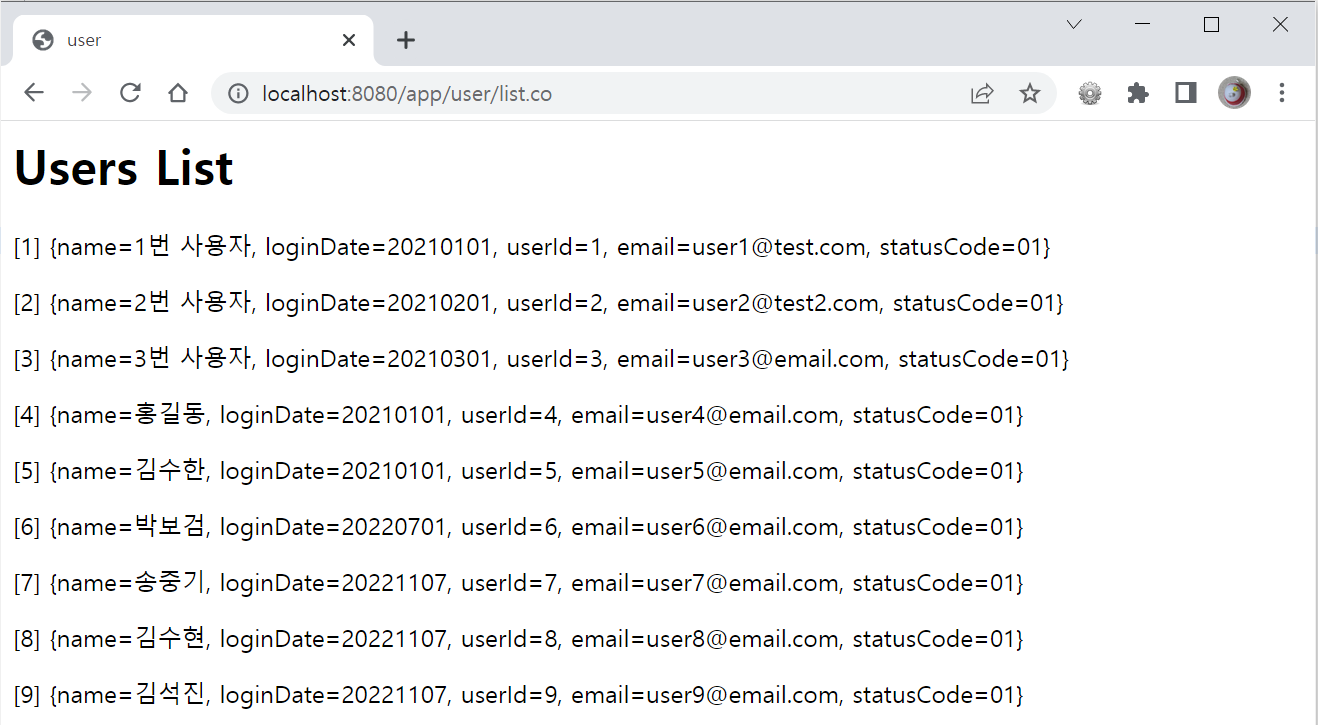 user
localhost:8080/app/user/list.co
Users List
[1] {name=1번 사용자, loginDate=20210101, userId=1, email=user1@test.com, statusCode=01}
[2] {name=2번 사용자, loginDate=20210201, userId=2, email=user2@test2.com, statusCode=01}
[3] {name=3번 사용자, loginDate=20210301, userId=3, email=user3@email.com, statusCode=01}
[4] {name=홍길동, loginDate=20210101, userId=4, email=user4@email.com, statusCode=01}
[5] {name=김수한, loginDate=20210101, userId=5, email=user5@email.com, statusCode=01}
[6] {name=박보검, loginDate=20220701, userId=6, email=user6@email.com, statusCode=01}
[7] {name=송중기, loginDate=20221107, userId=7, email=user7@email.com, statusCode=01}
[8] {name=김수현, loginDate=20221107, userId=8, email=user8@email.com, statusCode=01}
[9] {name=김석진, loginDate=20221107, userId=9, email=user9@email.com, statusCode=01}